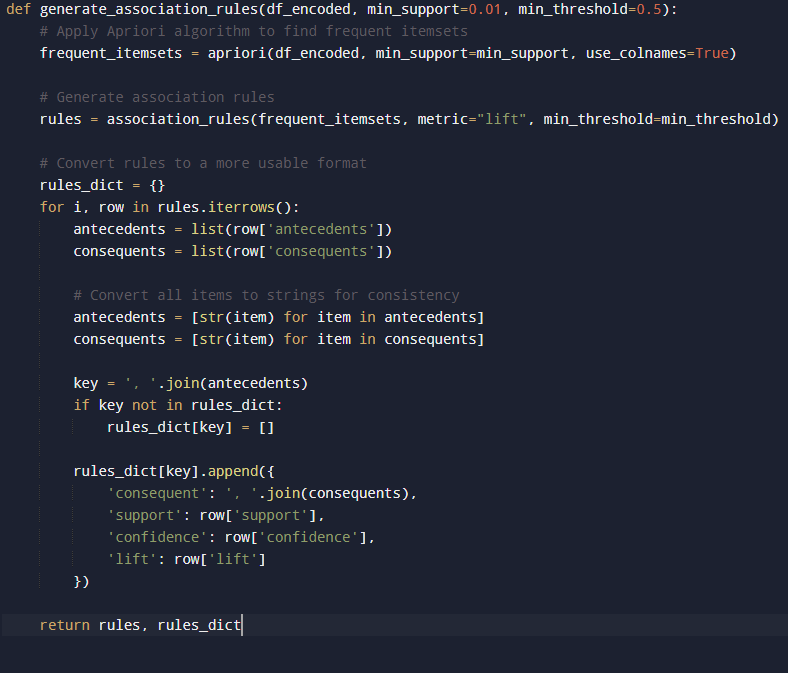 def generate_association_rules(df_encoded, min_support=0.01, min_threshold=0.5):
    # Apply Apriori algorithm to find frequent itemsets
    frequent_itemsets = apriori(df_encoded, min_support=min_support, use_colnames=True)

    # Generate association rules
    rules = association_rules(frequent_itemsets, metric="lift", min_threshold=min_threshold)

    # Convert rules to a more usable format
    rules_dict = {}
    for i, row in rules.iterrows():
        antecedents = list(row['antecedents'])
        consequents = list(row['consequents'])

        # Convert all items to strings for consistency
        antecedents = [str(item) for item in antecedents]
        consequents = [str(item) for item in consequents]

        key = ', '.join(antecedents)
        if key not in rules_dict:
            rules_dict[key] = []

        rules_dict[key].append({
            'consequent': ', '.join(consequents),
            'support': row['support'],
            'confidence': row['confidence'],
            'lift': row['lift']
        })

    return rules, rules_dict